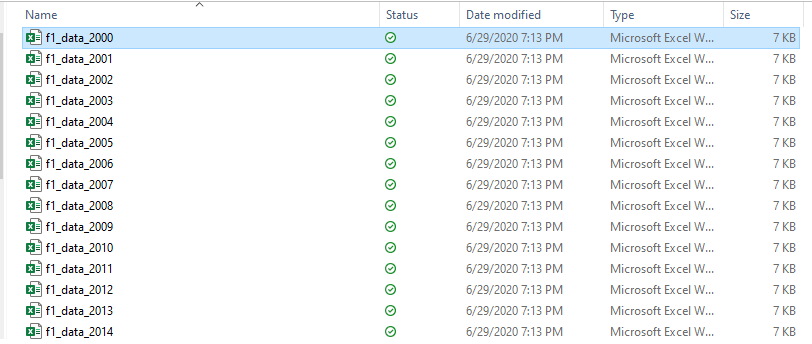 Name Status Date modified Type Size
f1_data_2000 6/29/2020 7:13 PM Microsoft Excel W... 7 KB
f1_data_2001 6/29/2020 7:13 PM Microsoft Excel W... 7 KB
f1_data_2002 6/29/2020 7:13 PM Microsoft Excel W... 7 KB
f1_data_2003 6/29/2020 7:13 PM Microsoft Excel W... 7 KB
f1_data_2004 6/29/2020 7:13 PM Microsoft Excel W... 7 KB
f1_data_2005 6/29/2020 7:13 PM Microsoft Excel W... 7 KB
f1_data_2006 6/29/2020 7:13 PM Microsoft Excel W... 7 KB
f1_data_2007 6/29/2020 7:13 PM Microsoft Excel W... 7 KB
f1_data_2008 6/29/2020 7:13 PM Microsoft Excel W... 7 KB
f1_data_2009 6/29/2020 7:13 PM Microsoft Excel W... 7 KB
f1_data_2010 6/29/2020 7:13 PM Microsoft Excel W... 7 KB
f1_data_2011 6/29/2020 7:13 PM Microsoft Excel W... 7 KB
f1_data_2012 6/29/2020 7:13 PM Microsoft Excel W... 7 KB
f1_data_2013 6/29/2020 7:13 PM Microsoft Excel W... 7 KB
f1_data_2014 6/29/2020 7:13 PM Microsoft Excel W... 7 KB